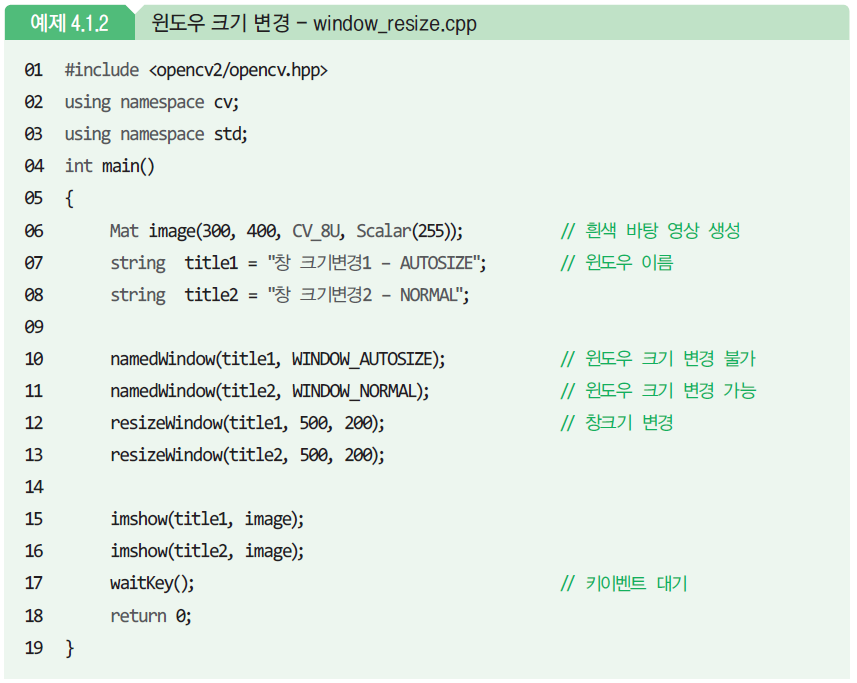 예제 4.1.2 윈도우 크기 변경 – window_resize.cpp
01 #include <opencv2/opencv.hpp>
02 using namespace cv;
03 using namespace std;
04 int main()
05 {
06 Mat image(300, 400, CV_8U, Scalar(255)); // 흰색 바탕 영상 생성
07 string title1 = "창 크기변경1 – AUTOSIZE"; // 윈도우 이름
08 string title2 = "창 크기변경2 – NORMAL";
09
10 namedWindow(title1, WINDOW_AUTOSIZE); // 윈도우 크기 변경 불가
11 namedWindow(title2, WINDOW_NORMAL); // 윈도우 크기 변경 가능
12 resizeWindow(title1, 500, 200); // 창크기 변경
13 resizeWindow(title2, 500, 200);
14
15 imshow(title1, image);
16 imshow(title2, image);
17 waitKey(); // 키이벤트 대기
18 return 0;
19 }